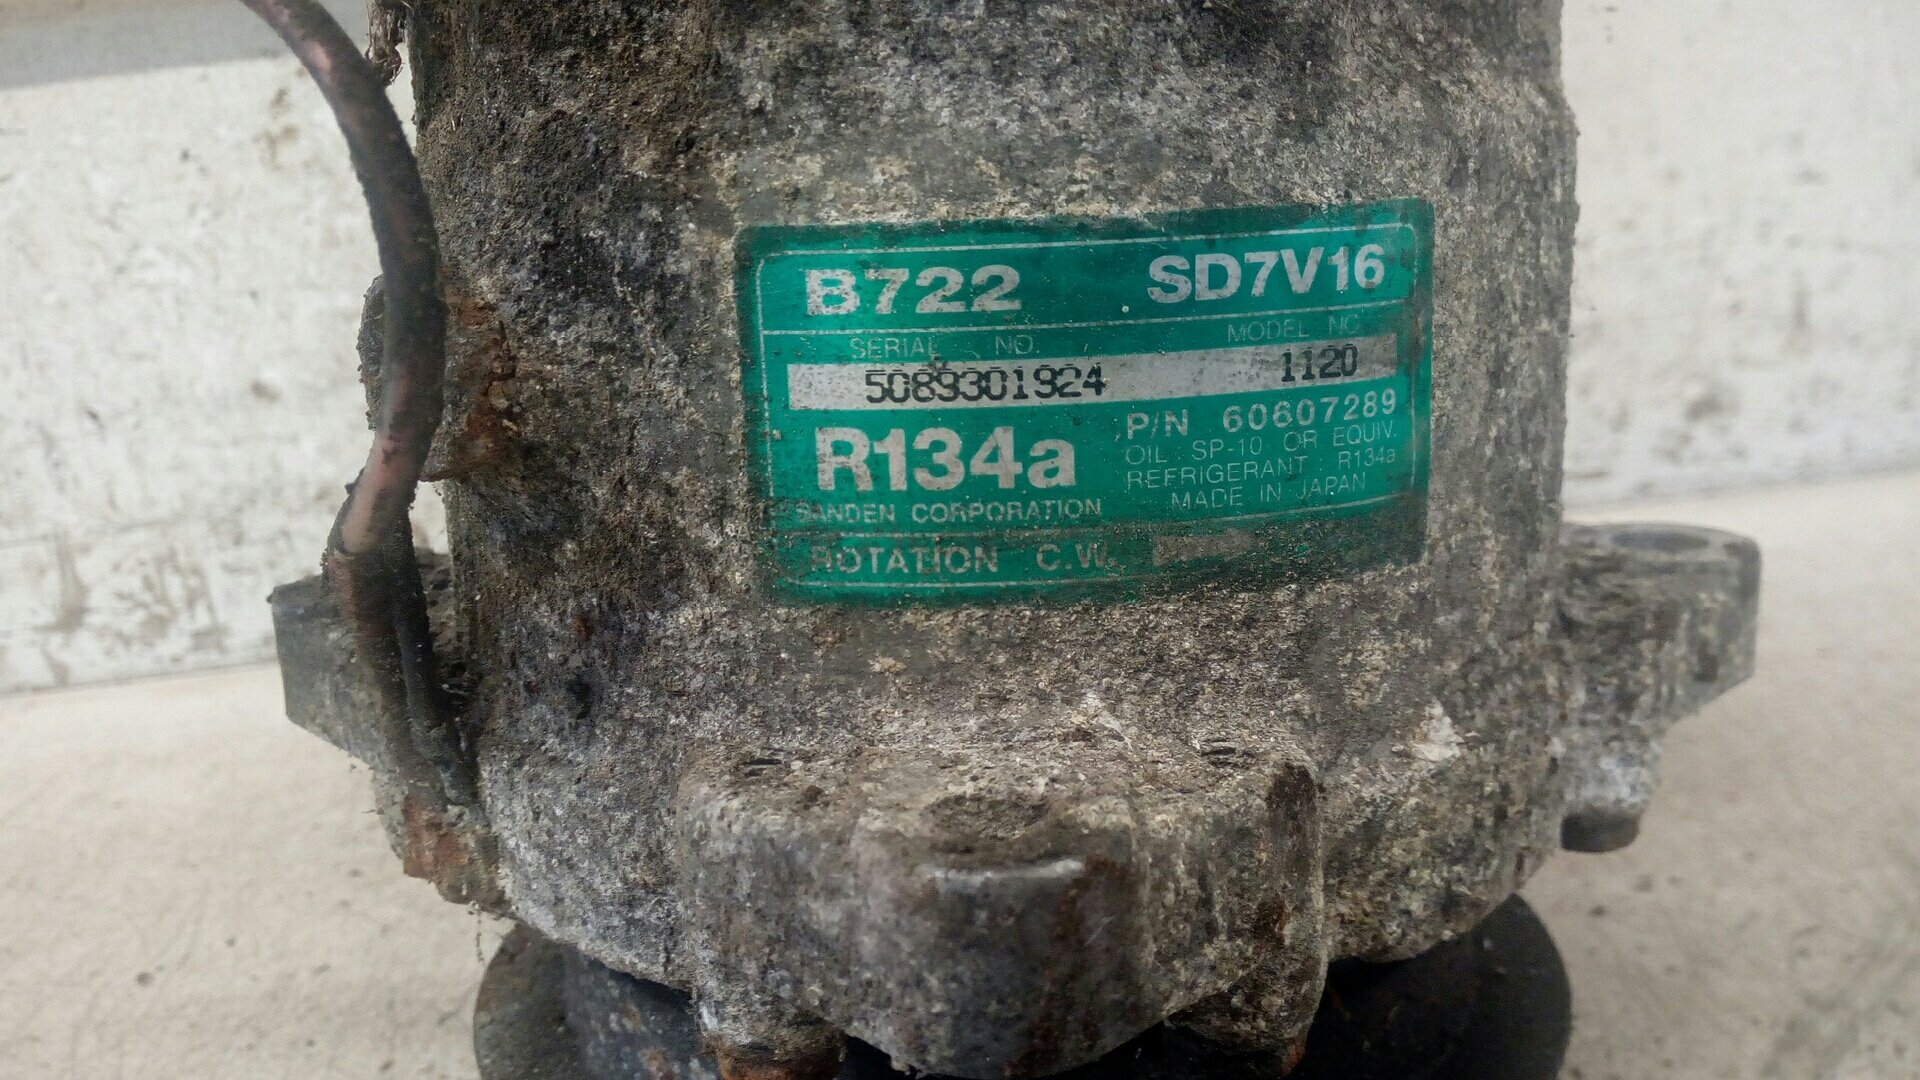 B722 SD7V16
SERIAL NO. MODEL NO
5089301924 1120
R134a P/N 60607289
OIL SP-10 OR EQUIV.
REFRIGERANT R134a
SANDEN CORPORATION MADE IN JAPAN
ROTATION C.W.